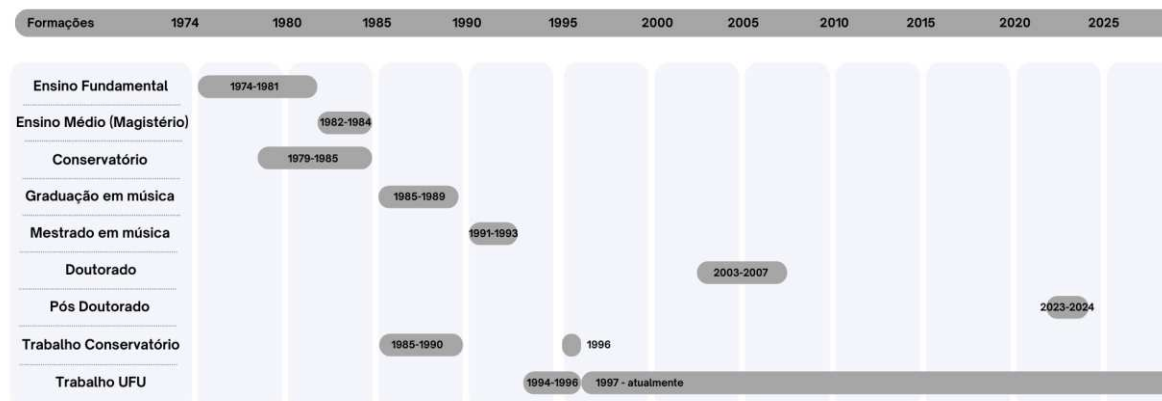 Formações 1974 1980 1985 1990 1995 2000 2005 2010 2015 2020 2025
Ensino Fundamental 1974-1981
Ensino Médio (Magistério) 1982-1984
Conservatório 1979-1985
Graduação em música 1985-1989
Mestrado em música 1991-1993
Doutorado 2003-2007
Pós Doutorado 2023-2024
Trabalho Conservatório 1985-1990 1996
Trabalho UFU 1994-1996 1997 - atualmente